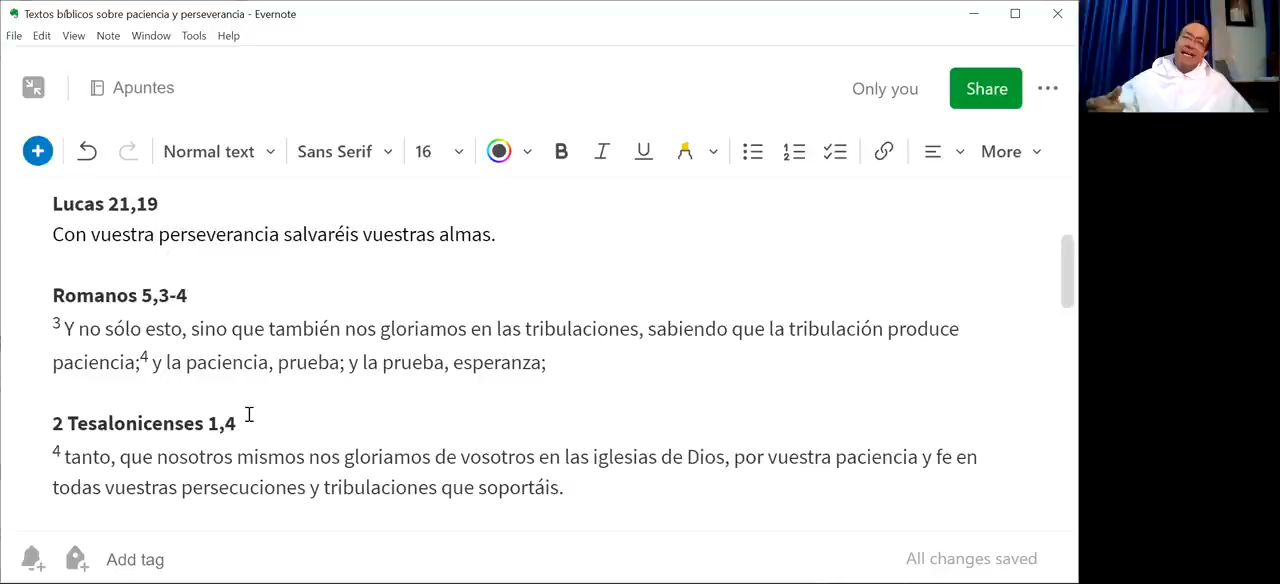 Textos bíblicos sobre paciencia y perseverancia - Evernote
File Edit View Note Window Tools Help
Apuntes Only you Share
Normal text Sans Serif 16 B I U More
Lucas 21,19
Con vuestra perseverancia salvaréis vuestras almas.
Romanos 5,3-4
3 Y no sólo esto, sino que también nos gloriamos en las tribulaciones, sabiendo que la tribulación produce
paciencia;4 y la paciencia, prueba; y la prueba, esperanza;
2 Tesalonicenses 1,4
4 tanto, que nosotros mismos nos gloriamos de vosotros en las iglesias de Dios, por vuestra paciencia y fe en
todas vuestras persecuciones y tribulaciones que soportáis.
Add tag All changes saved